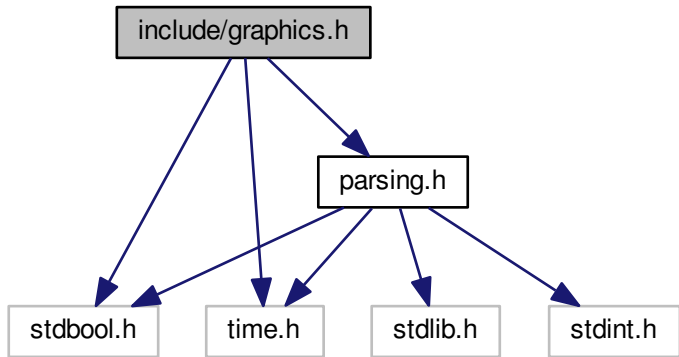 include/graphics.h
parsing.h
stdbool.h
time.h
stdlib.h
stdint.h